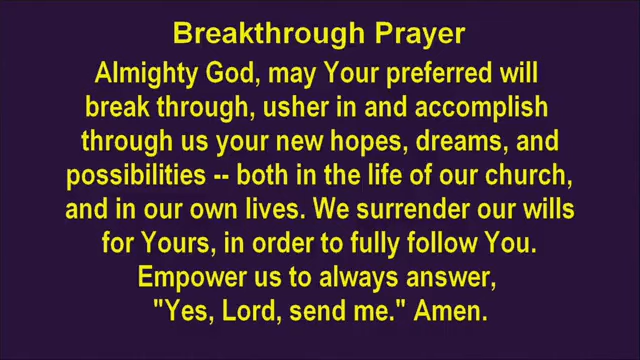 Breakthrough Prayer
Almighty God, may Your preferred will
break through, usher in and accomplish
through us your new hopes, dreams, and
possibilities -- both in the life of our church,
and in our own lives. We surrender our wills
for Yours, in order to fully follow You.
Empower us to always answer,
"Yes, Lord, send me." Amen.